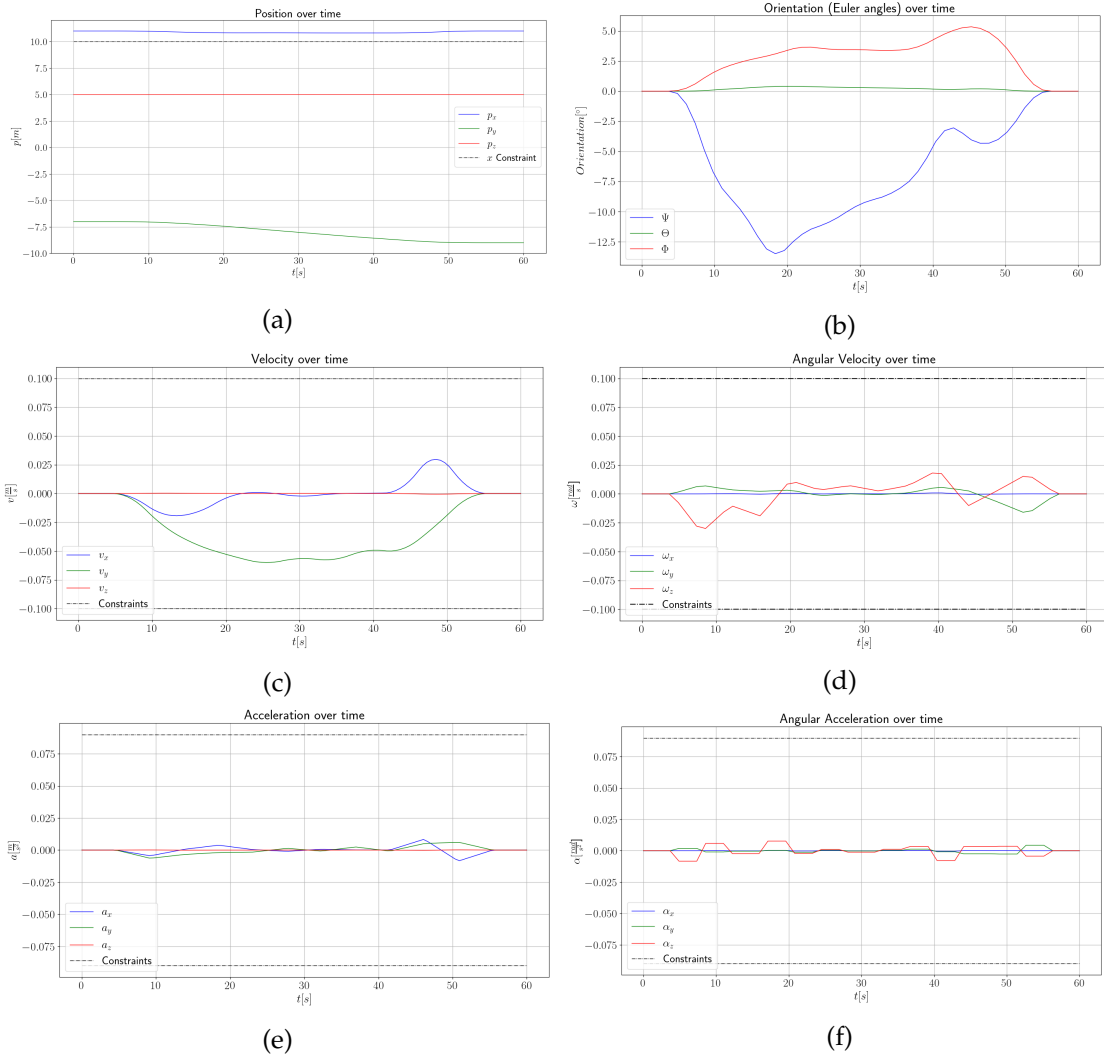 Position over time
10.0
7.5
5.0
2.5
0.0
−2.5
−5.0
−7.5
−10.0
p[m]
p_x
p_y
p_z
x Constraint
0 10 20 30 40 50 60
t[s]
(a)
Orientation (Euler angles) over time
5.0
2.5
0.0
−2.5
−5.0
−7.5
−10.0
−12.5
Orientation[°]
Ψ
Θ
Φ
0 10 20 30 40 50 60
t[s]
(b)
Velocity over time
0.100
0.075
0.050
0.025
0.000
−0.025
−0.050
−0.075
−0.100
v[m/s]
v_x
v_y
v_z
Constraints
0 10 20 30 40 50 60
t[s]
(c)
Angular Velocity over time
0.100
0.075
0.050
0.025
0.000
−0.025
−0.050
−0.075
−0.100
ω[rad/s]
ω_x
ω_y
ω_z
Constraints
0 10 20 30 40 50 60
t[s]
(d)
Acceleration over time
0.075
0.050
0.025
0.000
−0.025
−0.050
−0.075
a[m/s²]
a_x
a_y
a_z
Constraints
0 10 20 30 40 50 60
t[s]
(e)
Angular Acceleration over time
0.075
0.050
0.025
0.000
−0.025
−0.050
−0.075
α[rad/s²]
α_x
α_y
α_z
Constraints
0 10 20 30 40 50 60
t[s]
(f)